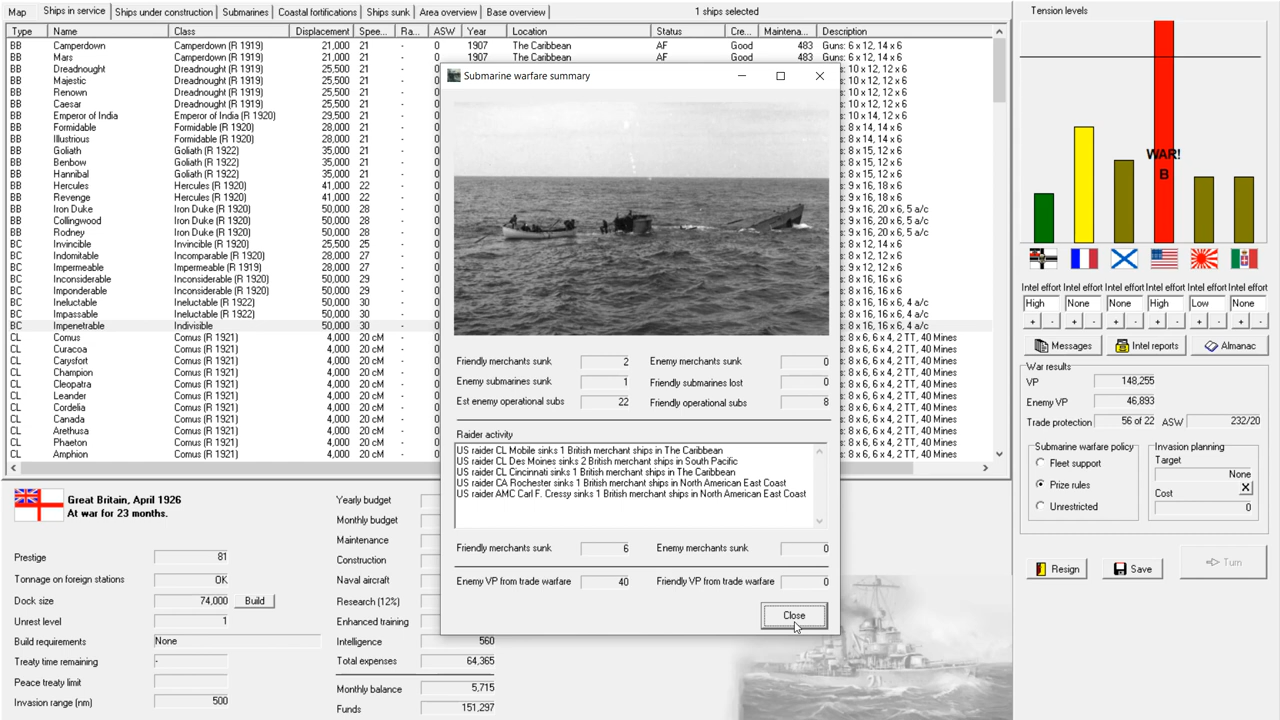 Map Ships in service Ships under construction Submarines Coastal fortifications Ships sunk Area overview Base overview 1 ships selected
Type Name Class Displacement Spee... Ra... ASW Year Location Status Cre... Maintena... Description
BB Camperdown Camperdown (R 1919) 21,000 21 - 0 1907 The Caribbean AF Good 483 Guns: 6 x 12, 14 x 6
BB Mars Camperdown (R 1919) 21,000 21 - 0 1907 The Caribbean AF Good 483 Guns: 6 x 12, 14 x 6
BB Dreadnought Dreadnought (R 1919) 25,500 21 - s: 10 x 12, 12 x 6
BB Majestic Dreadnought (R 1919) 25,500 21 - s: 10 x 12, 12 x 6
BB Renown Dreadnought (R 1919) 25,500 21 - s: 10 x 12, 12 x 6
BB Caesar Dreadnought (R 1919) 25,500 21 - s: 10 x 12, 12 x 6
BB Emperor of India Emperor of India (R 1920) 29,500 21 - s: 10 x 14, 12 x 6
BB Formidable Formidable (R 1920) 28,000 21 - s: 8 x 14, 14 x 6
BB Illustrious Formidable (R 1920) 28,000 21 - s: 8 x 14, 14 x 6
BB Goliath Goliath (R 1922) 35,000 21 - s: 8 x 15, 12 x 6
BB Benbow Goliath (R 1922) 35,000 21 - s: 8 x 15, 12 x 6
BB Hannibal Goliath (R 1922) 35,000 21 - s: 8 x 15, 12 x 6
BB Hercules Hercules (R 1920) 41,000 22 - s: 9 x 16, 18 x 6
BB Revenge Hercules (R 1920) 41,000 22 - s: 9 x 16, 18 x 6
BB Iron Duke Iron Duke (R 1920) 50,000 28 - s: 9 x 16, 20 x 6, 5 a/c
BB Collingwood Iron Duke (R 1920) 50,000 28 - s: 9 x 16, 20 x 6, 5 a/c
BB Rodney Iron Duke (R 1920) 50,000 28 - s: 9 x 16, 20 x 6, 5 a/c
BC Invincible Invincible (R 1920) 25,500 25 - s: 8 x 12, 14 x 6
BC Indomitable Incomparable (R 1920) 28,000 27 - s: 8 x 14, 12 x 6
BC Impermeable Impermeable (R 1919) 28,000 27 - s: 9 x 12, 12 x 6
BC Inconsiderable Inconsiderable (R 1920) 45,000 29 - s: 8 x 16, 16 x 6
BC Imponderable Inconsiderable (R 1920) 45,000 29 - s: 8 x 16, 16 x 6
BC Ineluctable Ineluctable (R 1922) 50,000 30 - s: 8 x 16, 16 x 6, 4 a/c
BC Impassable Ineluctable (R 1922) 50,000 30 - s: 8 x 16, 16 x 6, 4 a/c
BC Impenetrable Indivisible 50,000 30 - s: 8 x 16, 16 x 6, 4 a/c
CL Comus Comus (R 1921) 4,000 20 cM - s: 8 x 6, 6 x 4, 2 TT, 40 Mines
CL Curacoa Comus (R 1921) 4,000 20 cM - s: 8 x 6, 6 x 4, 2 TT, 40 Mines
CL Carysfort Comus (R 1921) 4,000 20 cM - s: 8 x 6, 6 x 4, 2 TT, 40 Mines
CL Champion Comus (R 1921) 4,000 20 cM - s: 8 x 6, 6 x 4, 2 TT, 40 Mines
CL Cleopatra Comus (R 1921) 4,000 20 cM - s: 8 x 6, 6 x 4, 2 TT, 40 Mines
CL Leander Comus (R 1921) 4,000 20 cM - s: 8 x 6, 6 x 4, 2 TT, 40 Mines
CL Cordelia Comus (R 1921) 4,000 20 cM - s: 8 x 6, 6 x 4, 2 TT, 40 Mines
CL Canada Comus (R 1921) 4,000 20 cM - s: 8 x 6, 6 x 4, 2 TT, 40 Mines
CL Arethusa Comus (R 1921) 4,000 20 cM - s: 8 x 6, 6 x 4, 2 TT, 40 Mines
CL Phaeton Comus (R 1921) 4,000 20 cM - s: 8 x 6, 6 x 4, 2 TT, 40 Mines
CL Amphion Comus (R 1921) 4,000 20 cM - s: 8 x 6, 6 x 4, 2 TT, 40 Mines
Submarine warfare summary
Friendly merchants sunk 2 Enemy merchants sunk 0
Enemy submarines sunk 1 Friendly submarines lost 0
Est enemy operational subs 22 Friendly operational subs 8
Raider activity
US raider CL Mobile sinks 1 British merchant ships in The Caribbean
US raider CL Des Moines sinks 2 British merchant ships in South Pacific
US raider CL Cincinnati sinks 1 British merchant ships in The Caribbean
US raider CA Rochester sinks 1 British merchant ships in North American East Coast
US raider AMC Carl F. Cressy sinks 1 British merchant ships in North American East Coast
Friendly merchants sunk 6 Enemy merchants sunk 0
Enemy VP from trade warfare 40 Friendly VP from trade warfare 0
Close
Great Britain, April 1926
At war for 23 months.
Prestige 81
Tonnage on foreign stations OK
Dock size 74,000 Build
Unrest level 1
Build requirements None
Treaty time remaining -
Peace treaty limit
Invasion range (nm) 500
Yearly budget
Monthly budget
Maintenance
Construction
Naval aircraft
Research (12%)
Enhanced training
Intelligence 560
Total expenses 64,365
Monthly balance 5,715
Funds 151,297
Tension levels
WAR!
B
Intel effort Intel effort Intel effort Intel effort Intel effort Intel effort
High None None High Low None
+ - + - + - + - + - + -
Messages Intel reports Almanac
War results
VP 148,255
Enemy VP 46,893
Trade protection 56 of 22 ASW 232/20
Submarine warfare policy
Fleet support
Prize rules
Unrestricted
Invasion planning
Target
None
Cost X
0
Resign Save Turn